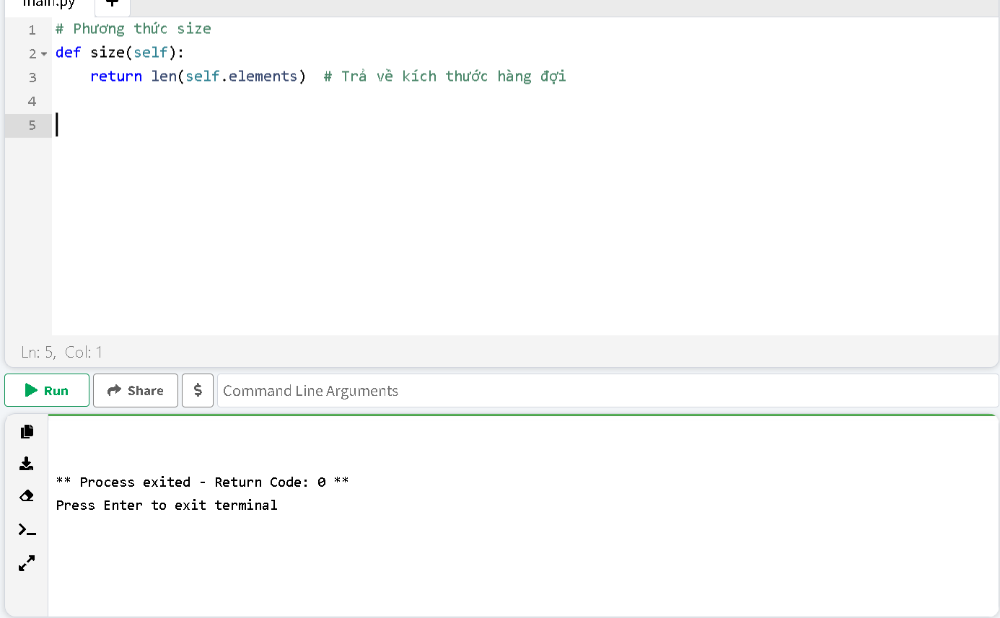 main.py +
1 # Phương thức size
2 def size(self):
3 return len(self.elements) # Trả về kích thước hàng đợi
4
5
Ln: 5, Col: 1
Run Share $ Command Line Arguments
** Process exited - Return Code: 0 **
Press Enter to exit terminal